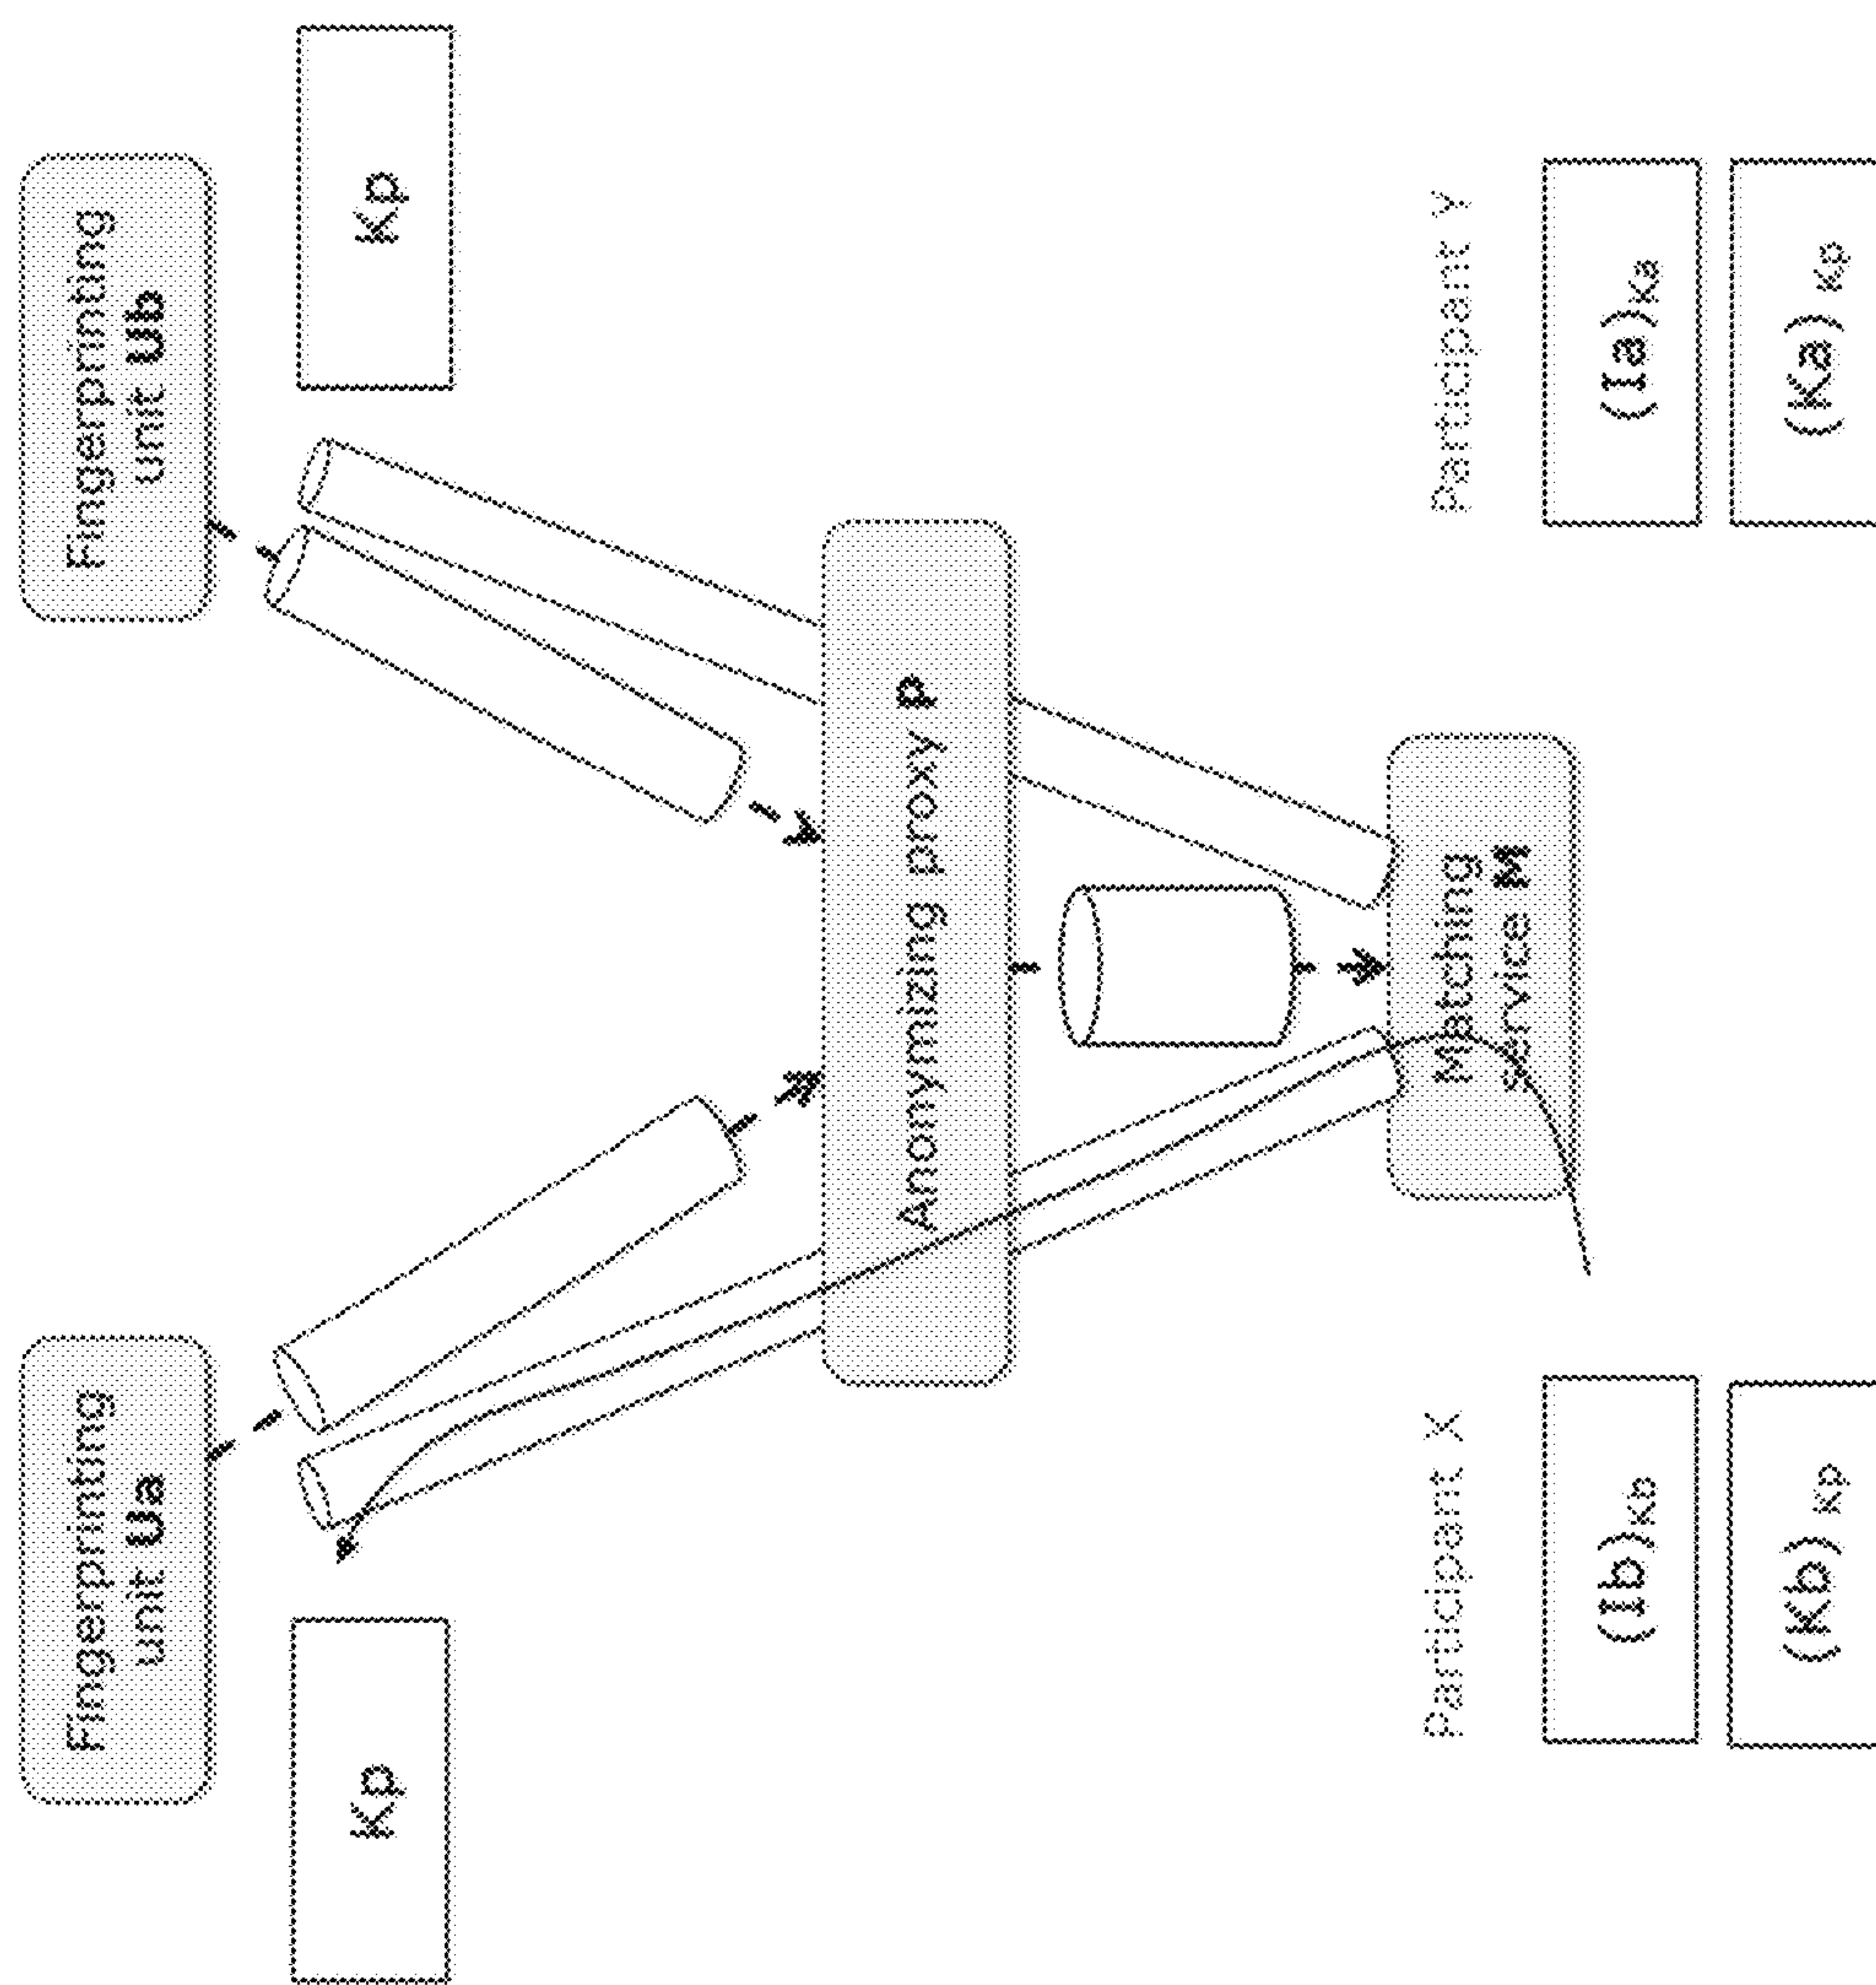 Fingerprinting
unit Ua
Fingerprinting
unit Ub
Kp
Kp
Anonymizing proxy P
Matching
service M
Participant X
Participant Y
(Ib)Kb
(Ia)Ka
(Kb) Kp
(Ka) Kp